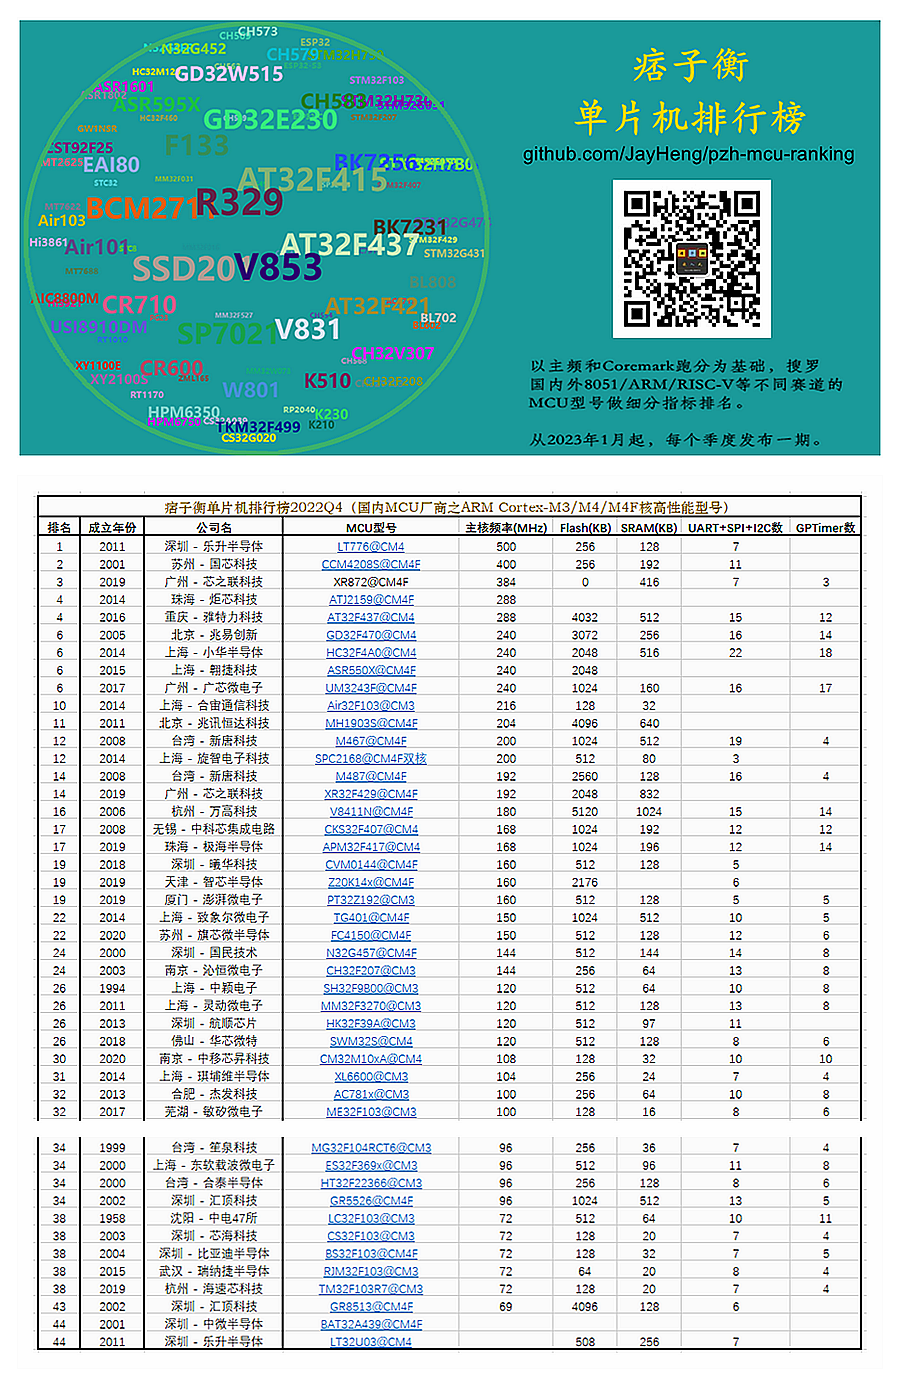 CH573
CH565
N32G452
ESP32
CH579
STM32H750
HC32M120
GD32W515
STM32F103
ASR1601
ASR1802
ASR595X
CH583
STM32H73L
HC32F460
GD32E230
STM32F207
GW1NSR
F133
CST92F25
BK7256
MT2625
EAI80
STC32
MM32F031
AT32F415
BCM271
R329
Air103
BK7231
STM32G474
Hi3861
Air101
AT32F437
STM32F429
STM32G431
MT7688
SSD20
V853
BL808
AIC8800M
CR710
AT32F421
MM32F527
BL702
USI8910DM
SP7021
V831
RT1010
CH32V307
XY1100E
CR600
XY2100S
ZML165
K510
CH32F208
RT1170
W801
HPM6350
RP2040
K230
HPM6750
TKM32F499
K210
CS32G020
痞子衡
单片机排行榜
github.com/JayHeng/pzh-mcu-ranking
以主频和Coremark跑分为基础，搜罗
国内外8051/ARM/RISC-V等不同赛道的
MCU型号做细分指标排名。
从2023年1月起，每个季度发布一期。
痞子衡单片机排行榜2022Q4（国内MCU厂商之ARM Cortex-M3/M4/M4F核高性能型号）
排名 成立年份 公司名 MCU型号 主核频率(MHz) Flash(KB) SRAM(KB) UART+SPI+I2C数 GPTimer数
1 2011 深圳 - 乐升半导体 LT776@CM4 500 256 128 7
2 2001 苏州 - 国芯科技 CCM4208S@CM4F 400 256 192 11
3 2019 广州 - 芯之联科技 XR872@CM4F 384 0 416 7 3
4 2014 珠海 - 炬芯科技 ATJ2159@CM4F 288
4 2016 重庆 - 雅特力科技 AT32F437@CM4 288 4032 512 15 12
6 2005 北京 - 兆易创新 GD32F470@CM4 240 3072 256 16 14
6 2014 上海 - 小华半导体 HC32F4A0@CM4 240 2048 516 22 18
6 2015 上海 - 翱捷科技 ASR550X@CM4F 240 2048
6 2017 广州 - 广芯微电子 UM3243F@CM4F 240 1024 160 16 17
10 2014 上海 - 合宙通信科技 Air32F103@CM3 216 128 32
11 2011 北京 - 兆讯恒达科技 MH1903S@CM4F 204 4096 640
12 2008 台湾 - 新唐科技 M467@CM4F 200 1024 512 19 4
12 2014 上海 - 旋智电子科技 SPC2168@CM4F双核 200 512 80 3
14 2008 台湾 - 新唐科技 M487@CM4F 192 2560 128 16 4
14 2019 广州 - 芯之联科技 XR32F429@CM4F 192 2048 832
16 2006 杭州 - 万高科技 V8411N@CM4F 180 5120 1024 15 14
17 2008 无锡 - 中科芯集成电路 CKS32F407@CM4 168 1024 192 12 12
17 2019 珠海 - 极海半导体 APM32F417@CM4 168 1024 196 12 14
19 2018 深圳 - 曦华科技 CVM0144@CM4F 160 512 128 5
19 2019 天津 - 智芯半导体 Z20K14x@CM4F 160 2176 6
19 2019 厦门 - 澎湃微电子 PT32Z192@CM3 160 512 128 5 5
22 2014 上海 - 致象尔微电子 TG401@CM4F 150 1024 512 10 5
22 2020 苏州 - 旗芯微半导体 FC4150@CM4F 150 512 128 12 6
24 2000 深圳 - 国民技术 N32G457@CM4F 144 512 144 14 8
24 2003 南京 - 沁恒微电子 CH32F207@CM3 144 256 64 13 8
26 1994 上海 - 中颖电子 SH32F9B00@CM3 120 512 64 10 8
26 2011 上海 - 灵动微电子 MM32F3270@CM3 120 512 128 13 8
26 2013 深圳 - 航顺芯片 HK32F39A@CM3 120 512 97 11
26 2018 佛山 - 华芯微特 SWM32S@CM4 120 512 128 8 6
30 2020 南京 - 中移芯昇科技 CM32M10xA@CM4 108 128 32 10 10
31 2014 上海 - 琪埔维半导体 XL6600@CM3 104 256 24 7 4
32 2013 合肥 - 杰发科技 AC781x@CM3 100 256 64 10 8
32 2017 芜湖 - 敏矽微电子 ME32F103@CM3 100 128 16 8 6
34 1999 台湾 - 笙泉科技 MG32F104RCT6@CM3 96 256 36 7 4
34 2000 上海 - 东软载波微电子 ES32F369x@CM3 96 512 96 11 8
34 2000 台湾 - 合泰半导体 HT32F22366@CM3 96 256 128 8 6
34 2002 深圳 - 汇顶科技 GR5526@CM4F 96 1024 512 13 5
38 1958 沈阳 - 中电47所 LC32F103@CM3 72 512 64 10 11
38 2003 深圳 - 芯海科技 CS32F103@CM3 72 128 20 7 4
38 2004 深圳 - 比亚迪半导体 BS32F103@CM4F 72 128 32 7 5
38 2015 武汉 - 瑞纳捷半导体 RJM32F103@CM3 72 64 20 8 4
38 2019 杭州 - 海速芯科技 TM32F103R7@CM3 72 128 20 7 4
43 2002 深圳 - 汇顶科技 GR8513@CM4F 69 4096 128 6
44 2001 深圳 - 中微半导体 BAT32A439@CM4F
44 2011 深圳 - 乐升半导体 LT32U03@CM4 508 256 7